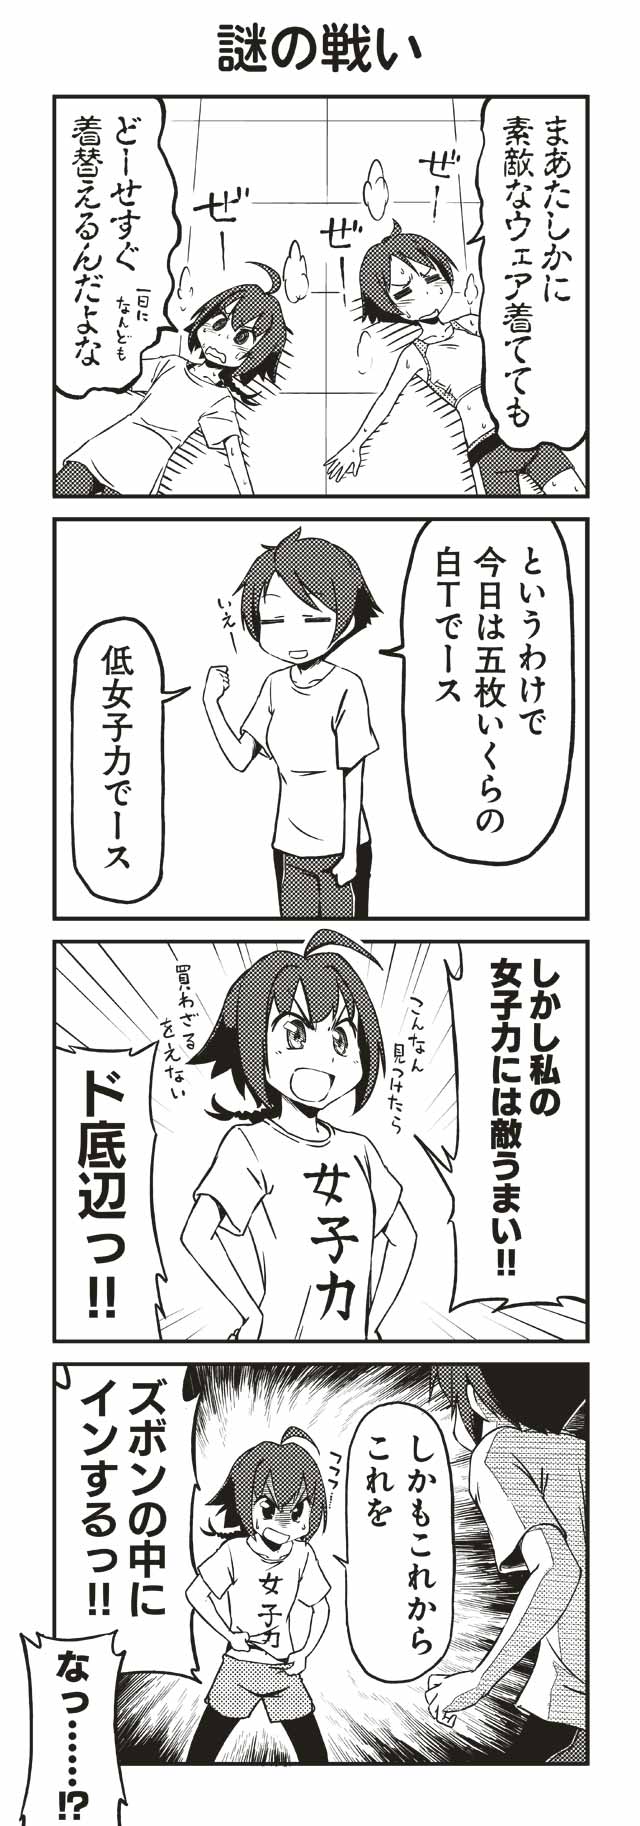 謎の戦い
まあたしかに
素敵なウェア着てても
ぜー
ぜー
ぜー
どーせすぐ
着替えるんだよな
一日に
なんども
というわけで
今日は五枚いくらの
白Tでース
いえー
低女子力でース
しかし私の
女子力には敵うまい!!
こんなん
見つけたら
買わざる
をえない
女子力
ド底辺っ!!
しかもこれから
これを
フフフ…
女子力
ズボンの中に
インするっ!!
なっ……!?